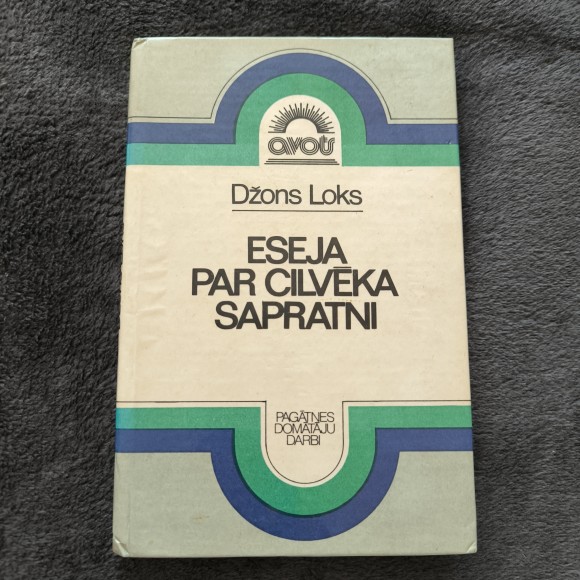 avots
Džons Loks
ESEJA
PAR CILVĒKA
SAPRATNI
PAGĀTNES
DOMĀTĀJU
DARBI